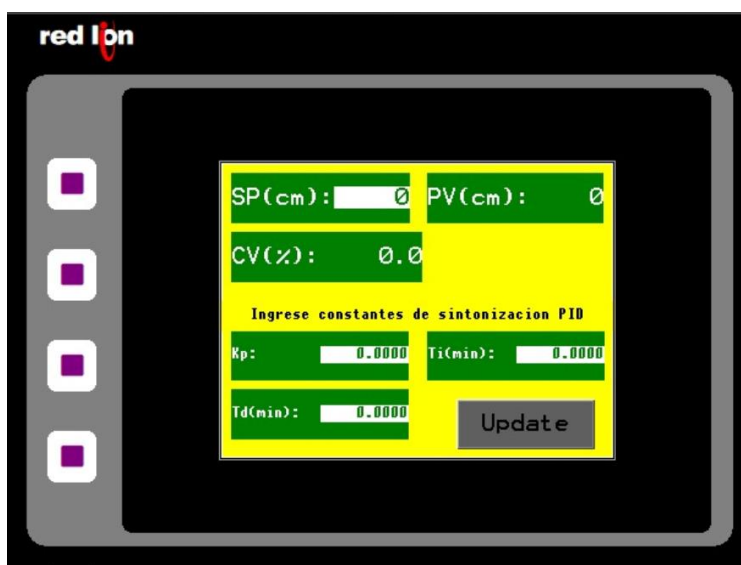 red lion
SP(cm): 0 PV(cm): 0
CV(%): 0.0
Ingrese constantes de sintonizacion PID
Kp: 0.0000 Ti(min): 0.0000
Td(min): 0.0000 Update